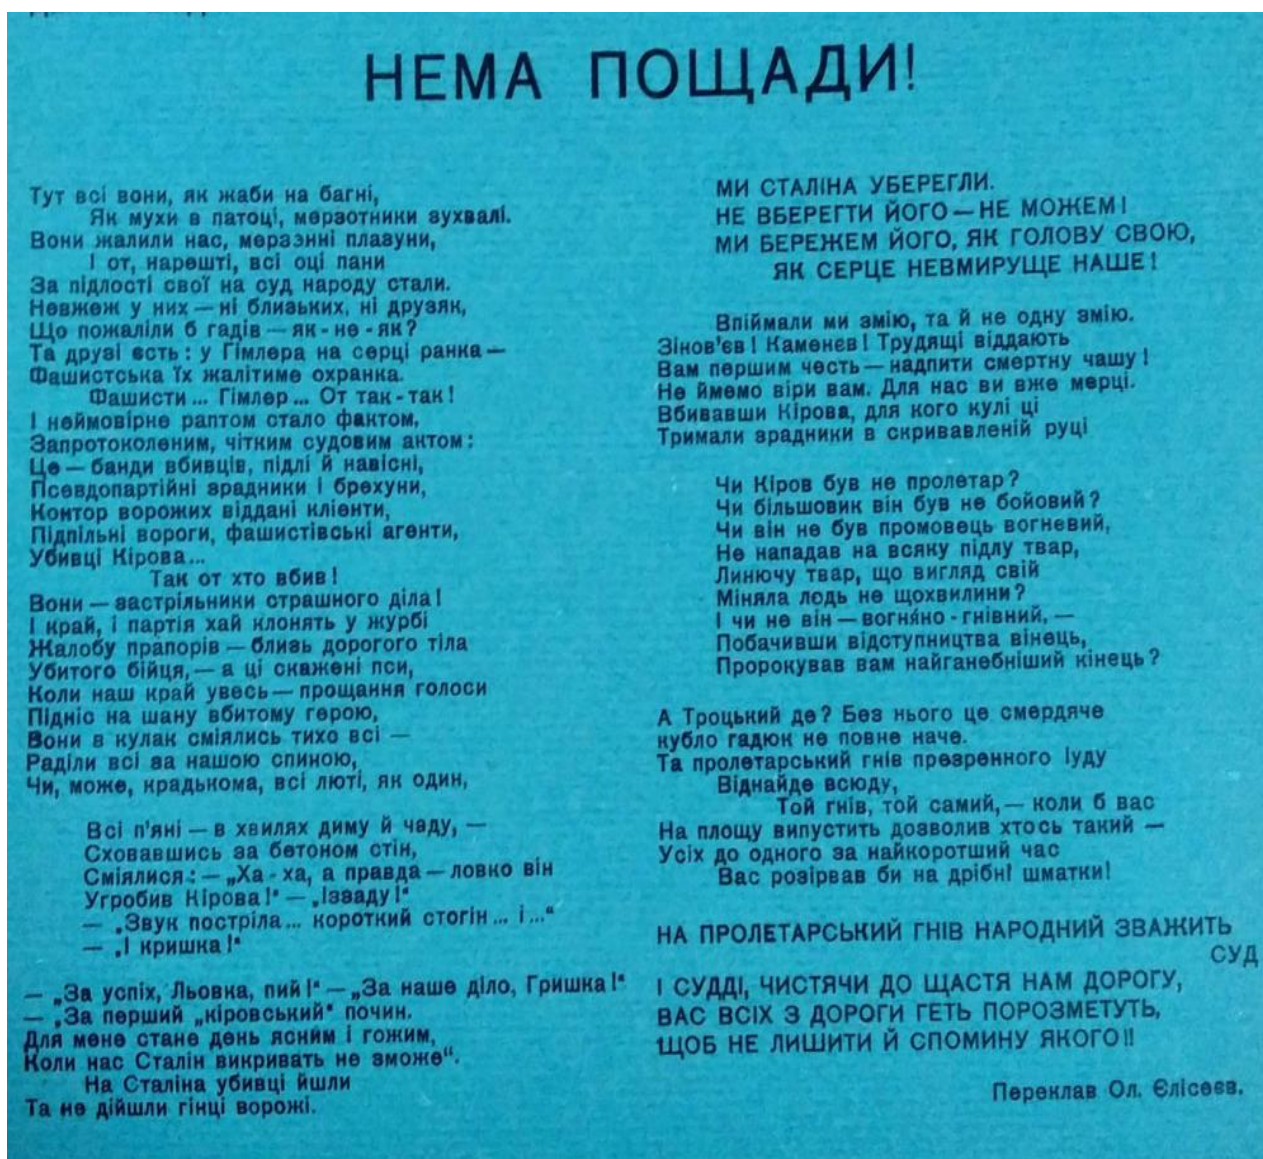 НЕМА ПОЩАДИ!
Тут всі вони, як жаби на багні,
Як мухи в патоці, мерзотники зухвалі.
Вони жалили нас, мерзэнні плазуни,
І от, нарешті, всі оці пани
За підлості свої на суд народу стали.
Невжеж у них — ні близьких, ні друзяк,
Що пожаліли б гадів — як-не-як?
Та друзі єсть: у Гімлера на серці ранка —
Фашистська їх жалітиме охранка.
Фашисти... Гімлер... От так-так!
І неймовірне раптом стало фактом,
Запротоколеним, чітким судовим актом:
Це — банди вбивців, підлі й навісні,
Псевдопартійні зрадники і брехуни,
Контор ворожих віддані клієнти,
Підпільні вороги, фашистівські агенти,
Убивці Кірова...
Так от хто вбив!
Вони — застрільники страшного діла!
І край, і партія хай клонять у журбі
Жалобу прапорів — близь дорогого тіла
Убитого бійця, — а ці скажені пси,
Коли наш край увесь — прощання голоси
Підніс на шану вбитому герою,
Вони в кулак сміялись тихо всі —
Раділи всі за нашою спиною,
Чи, може, крадькома, всі люті, як один,
Всі п'яні — в хвилях диму й чаду, —
Сховавшись за бетоном стін,
Сміялися: — „Ха-ха, а правда — ловко він
Угробив Кірова!" — „Ізваду!"
— „Звук постріла... короткий стогін... і..."
— „І кришка!"
— „За успіх, Льовка, пий!" — „За наше діло, Гришка!"
— „За перший „кіровський" почин.
Для мене стане день ясним і гожим,
Коли нас Сталін викривать не зможе".
На Сталіна убивці йшли
Та не дійшли гінці ворожі.
МИ СТАЛІНА УБЕРЕГЛИ.
НЕ ВБЕРЕГТИ ЙОГО — НЕ МОЖЕМ!
МИ БЕРЕЖЕМ ЙОГО, ЯК ГОЛОВУ СВОЮ,
ЯК СЕРЦЕ НЕВМИРУЩЕ НАШЕ!
Впіймали ми змію, та й не одну змію.
Зінов'єв! Каменєв! Трудящі віддають
Вам першим честь — надпити смертну чашу!
Не ймемо віри вам. Для нас ви вже мерці.
Вбивавши Кірова, для кого кулі ці
Тримали зрадники в скривавленій руці
Чи Кіров був не пролетар?
Чи більшовик він був не бойовий?
Чи він не був промовець вогневий,
Не нападав на всяку підлу твар,
Линючу твар, що вигляд свій
Міняла лодь не щохвилини?
І чи не він — вогня́но-гнівний, —
Побачивши відступництва вінець,
Пророкував вам найганебніший кінець?
А Троцький де? Без нього це смердяче
кубло гадюк не повне наче.
Та пролетарський гнів презренного Іуду
Віднайде всюду,
Той гнів, той самий, — коли б вас
На площу випустить дозволив хтось такий —
Усіх до одного за найкоротший час
Вас розірвав би на дрібні шматки!
НА ПРОЛЕТАРСЬКИЙ ГНІВ НАРОДНИЙ ЗВАЖИТЬ
СУД
І СУДДІ, ЧИСТЯЧИ ДО ЩАСТЯ НАМ ДОРОГУ,
ВАС ВСІХ З ДОРОГИ ГЕТЬ ПОРОЗМЕТУТЬ,
ЩОБ НЕ ЛИШИТИ Й СПОМИНУ ЯКОГО!!
Переклав Ол. Єлісєєв.